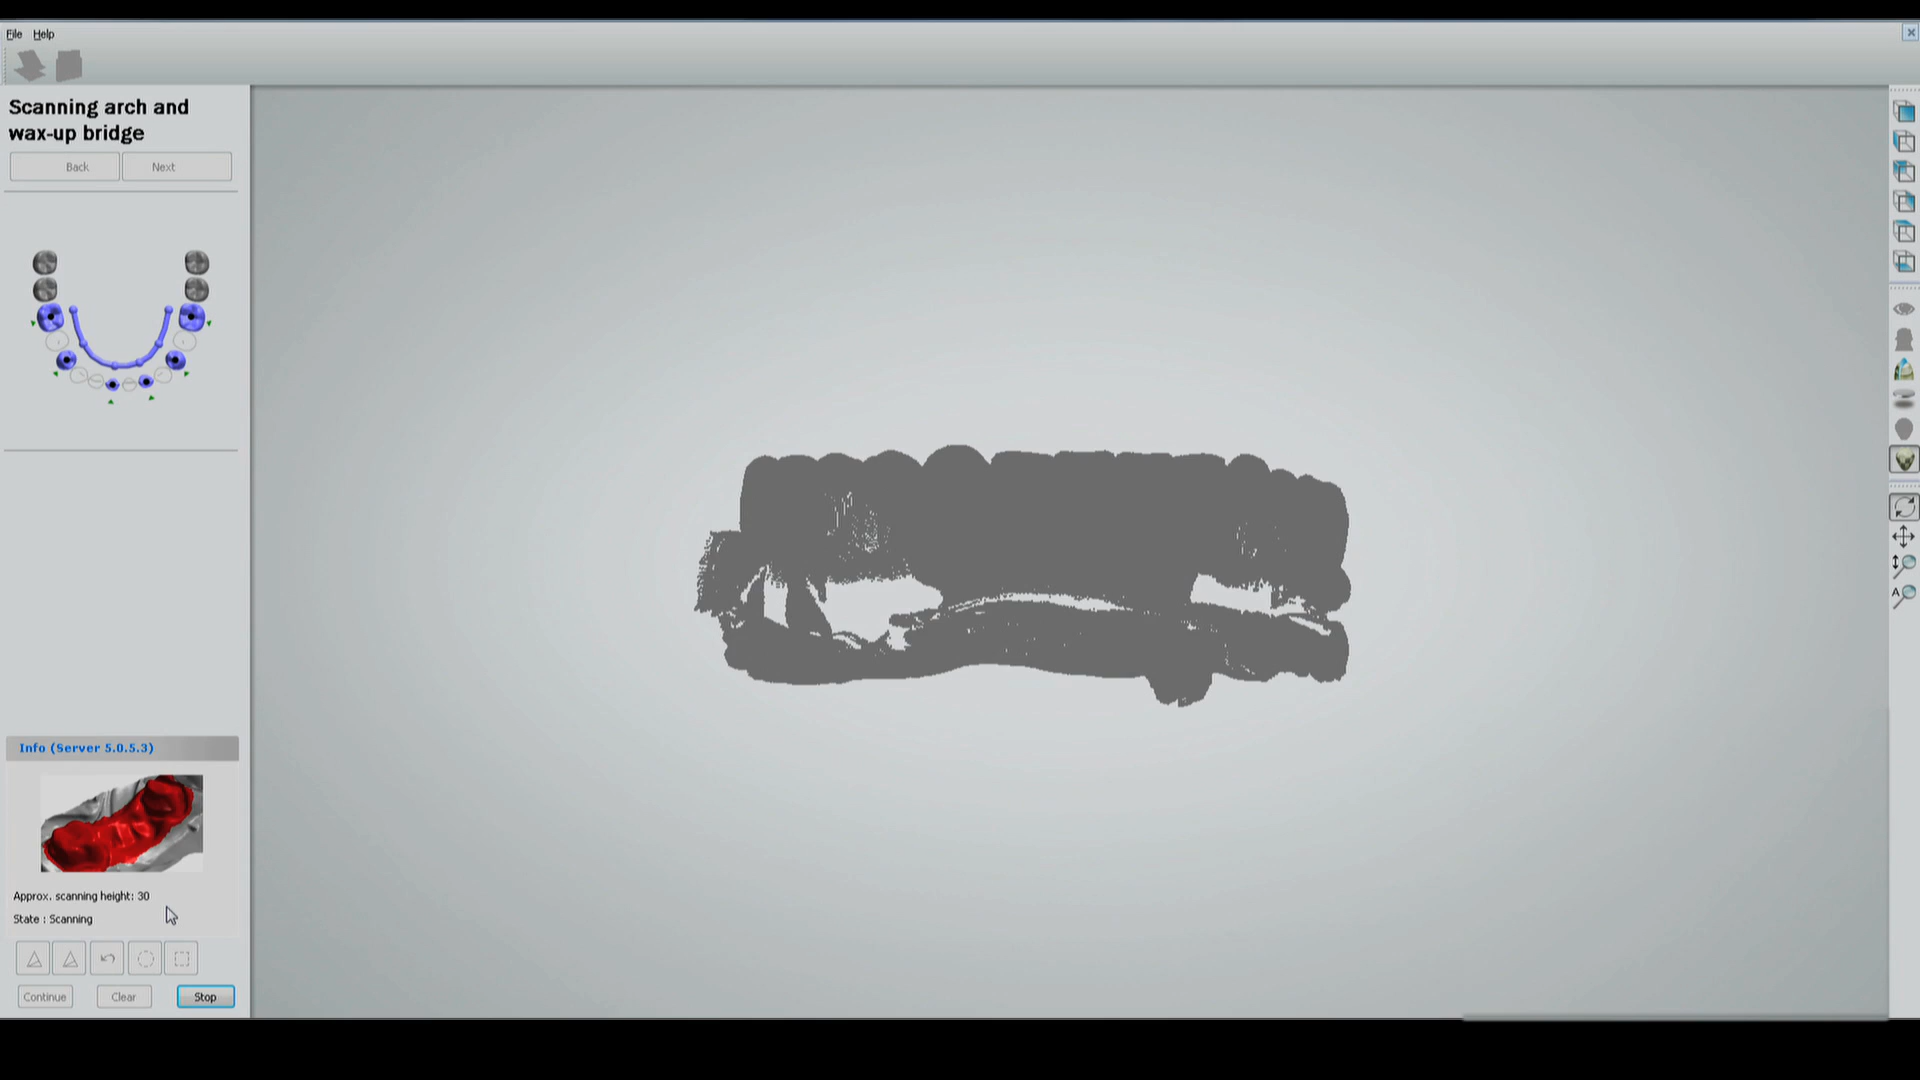 File Help
Scanning arch and
wax-up bridge
Back Next
Info (Server 5.0.5.3)
Approx. scanning height: 30
State : Scanning
Continue Clear Stop
A